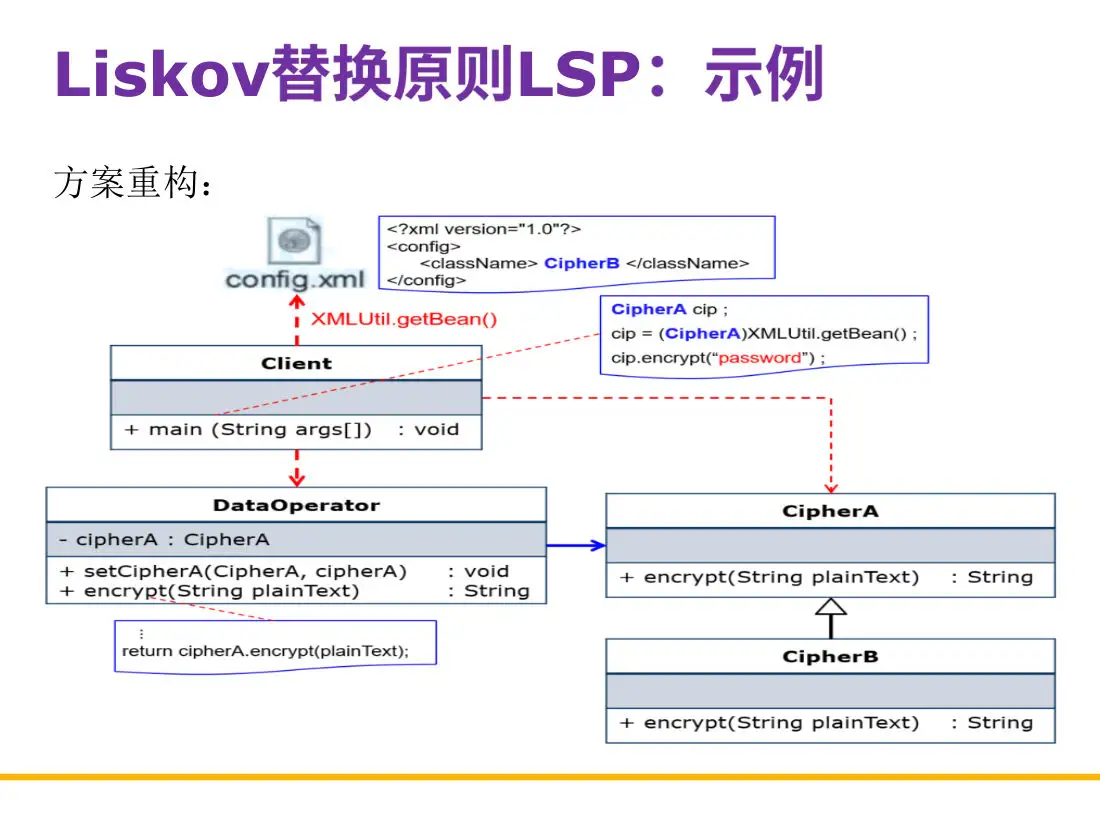 Liskov替换原则LSP：示例
方案重构：
config.xml
<?xml version="1.0"?>
<config>
<className> CipherB </className>
</config>
XMLUtil.getBean()
CipherA cip ;
cip = (CipherA)XMLUtil.getBean() ;
cip.encrypt(“password”) ;
Client
+ main (String args[]) : void
DataOperator
- cipherA : CipherA
+ setCipherA(CipherA, cipherA) : void
+ encrypt(String plainText) : String
⋮
return cipherA.encrypt(plainText);
CipherA
+ encrypt(String plainText) : String
CipherB
+ encrypt(String plainText) : String